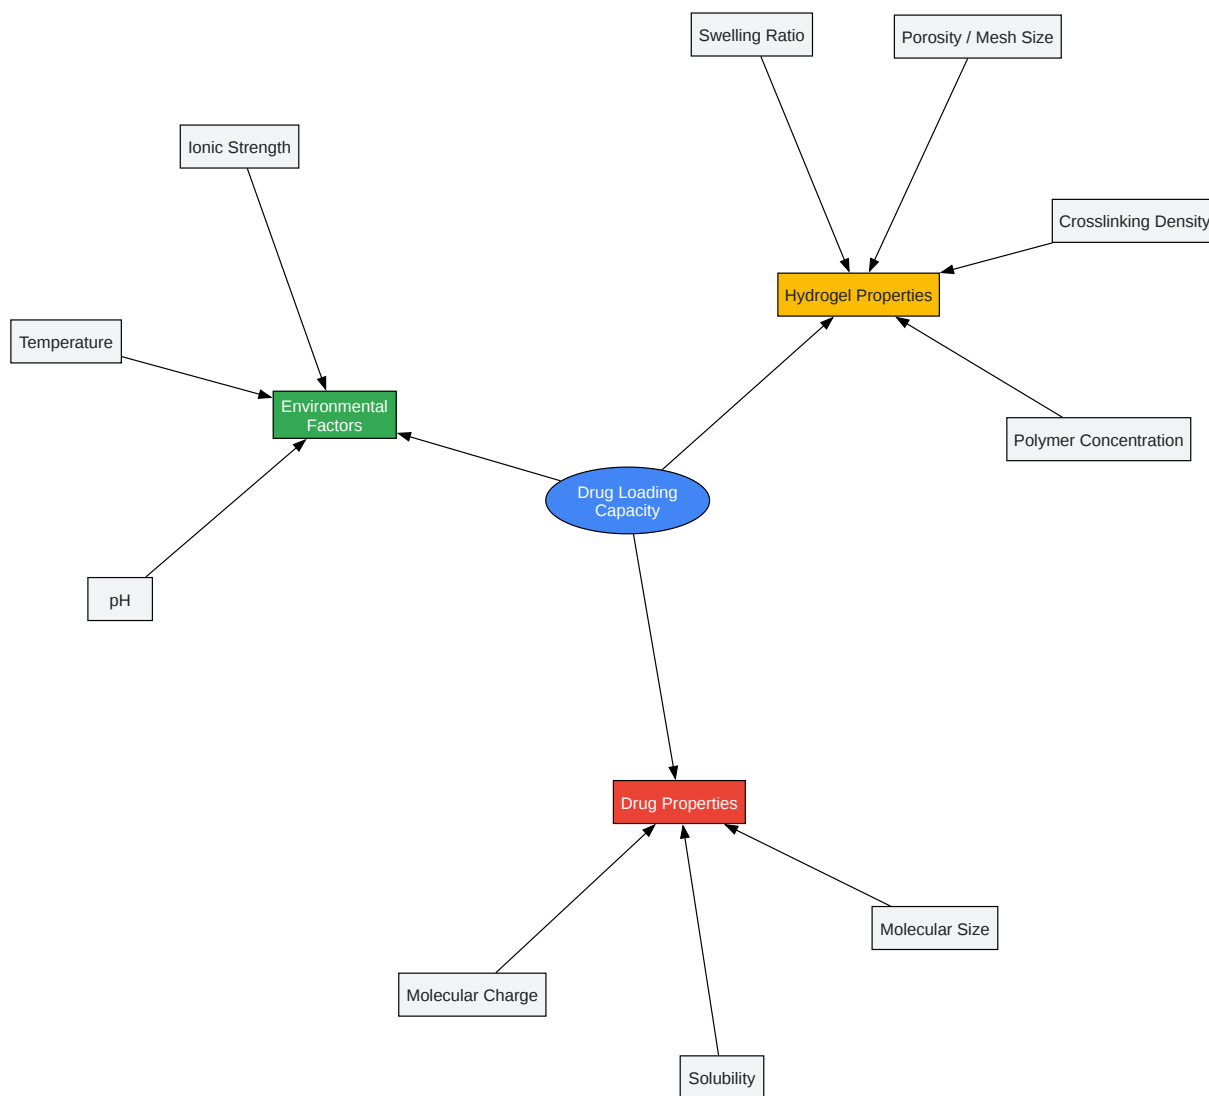 Swelling Ratio
Porosity / Mesh Size
Ionic Strength
Crosslinking Density
Hydrogel Properties
Temperature
Environmental
Factors
Polymer Concentration
Drug Loading
Capacity
pH
Drug Properties
Molecular Size
Molecular Charge
Solubility